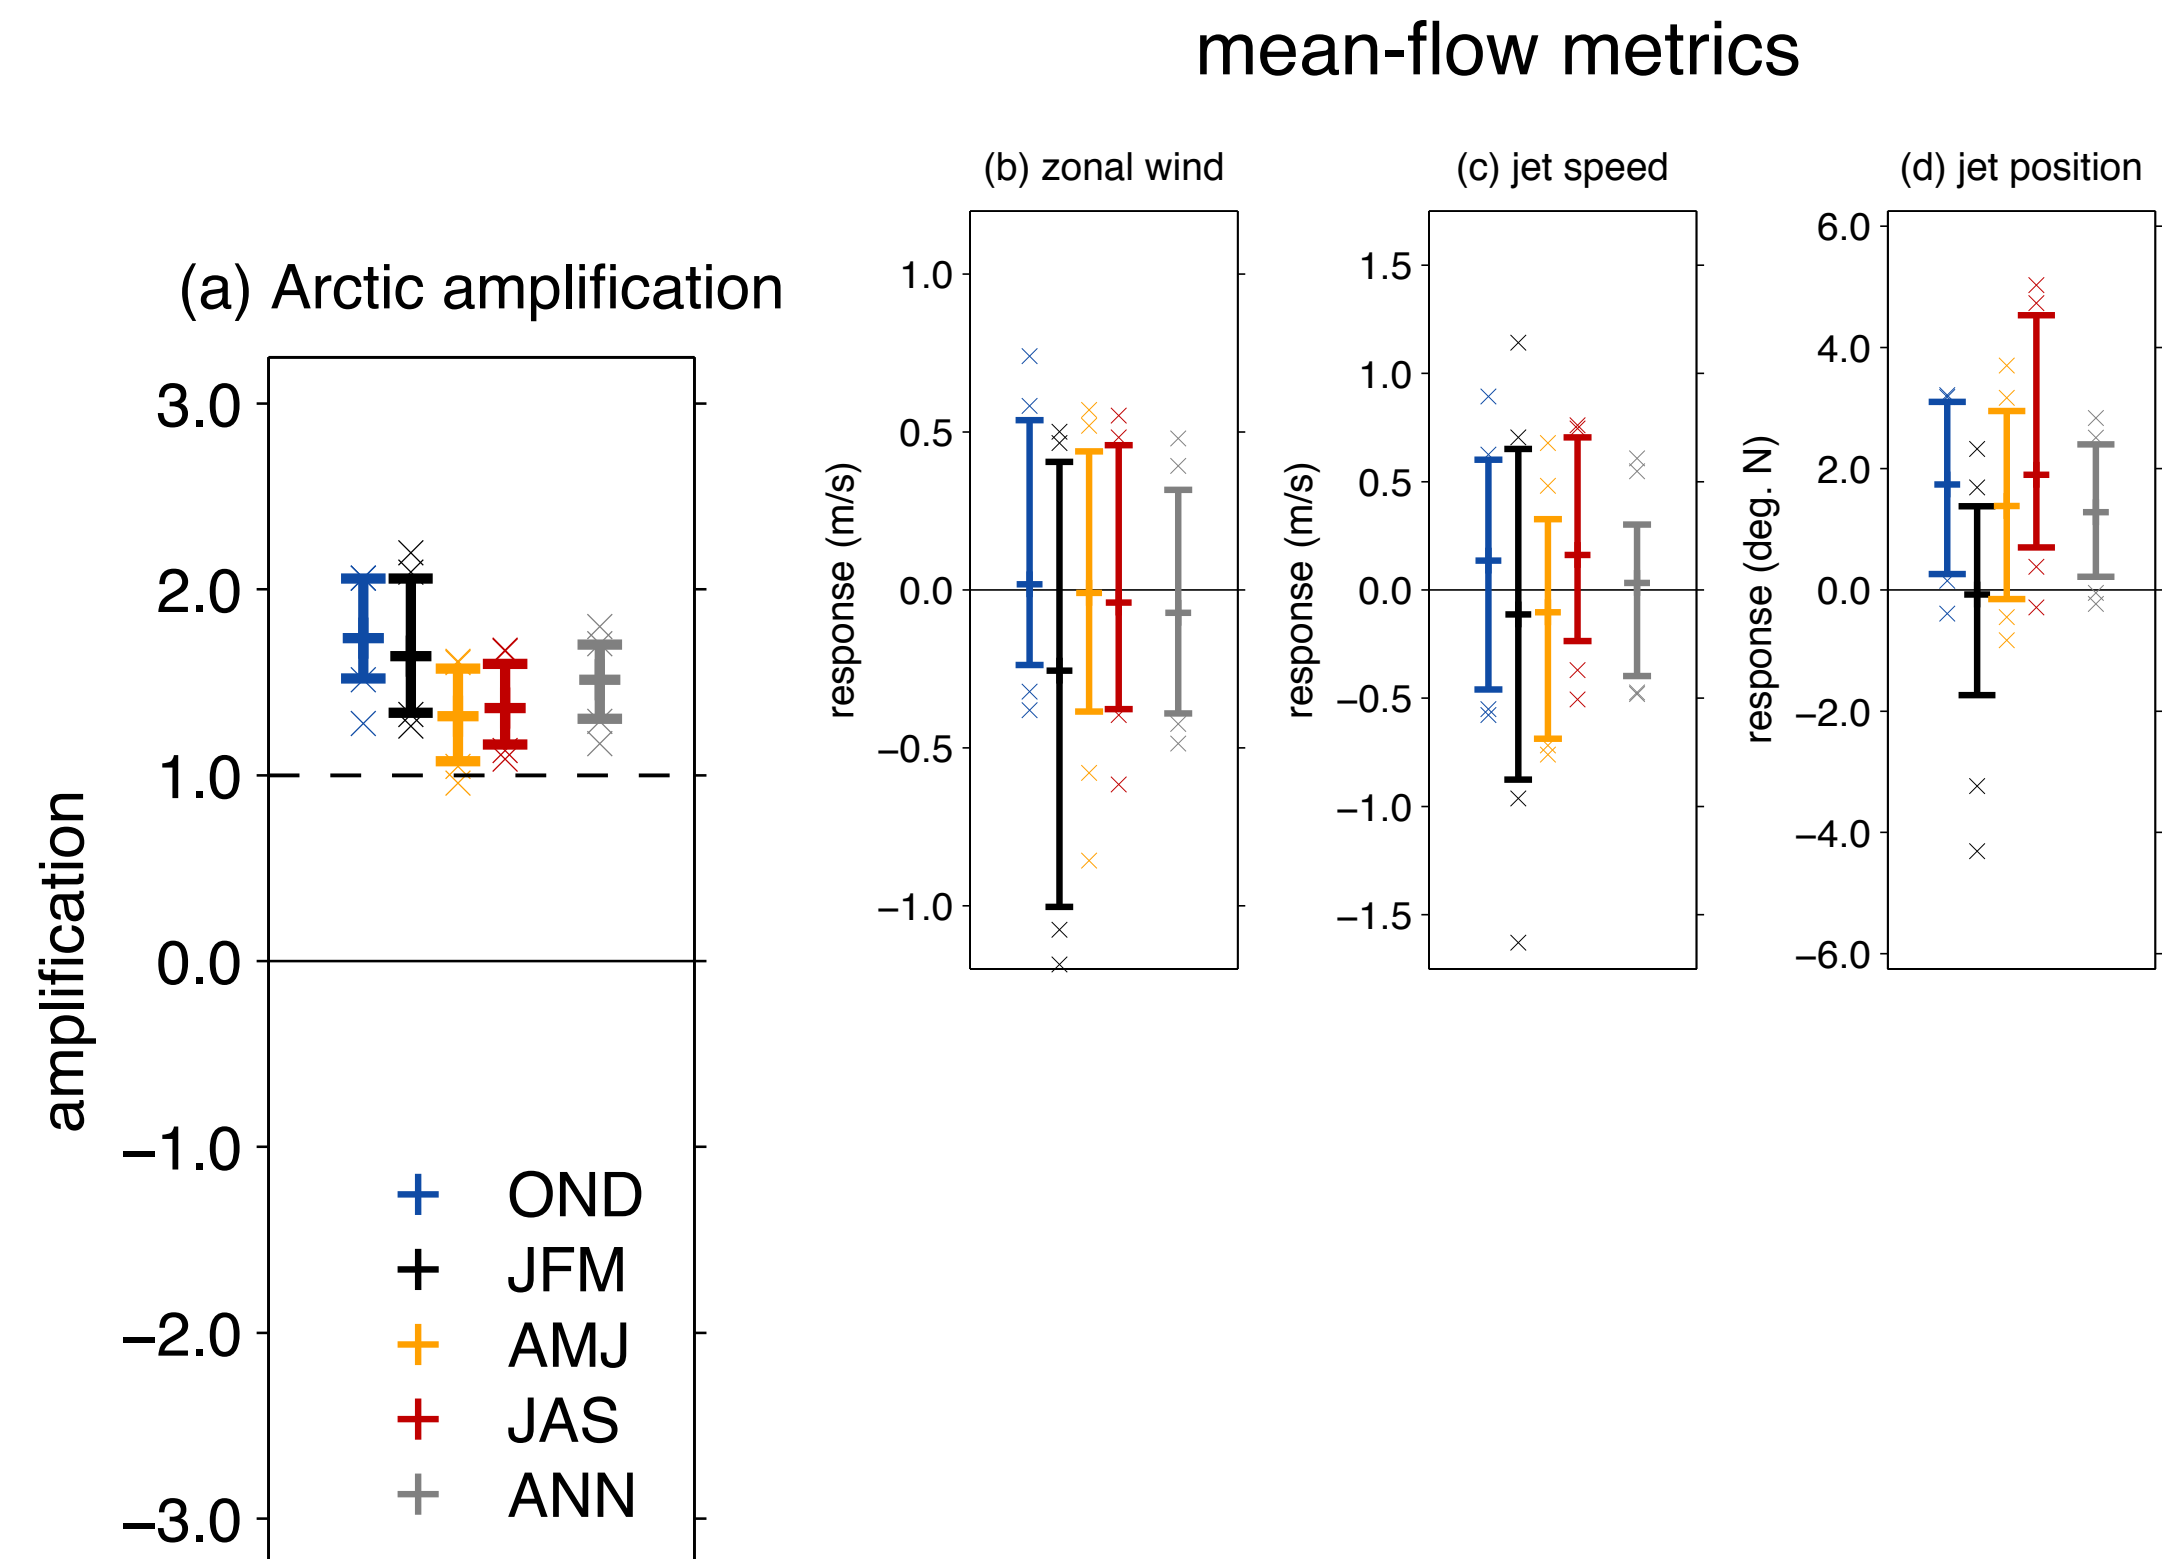 mean-flow metrics
(a) Arctic amplification
amplification
3.0
2.0
1.0
0.0
−1.0
−2.0
−3.0
OND
JFM
AMJ
JAS
ANN
(b) zonal wind
response (m/s)
1.0
0.5
0.0
−0.5
−1.0
(c) jet speed
response (m/s)
1.5
1.0
0.5
0.0
−0.5
−1.0
−1.5
(d) jet position
response (deg. N)
6.0
4.0
2.0
0.0
−2.0
−4.0
−6.0